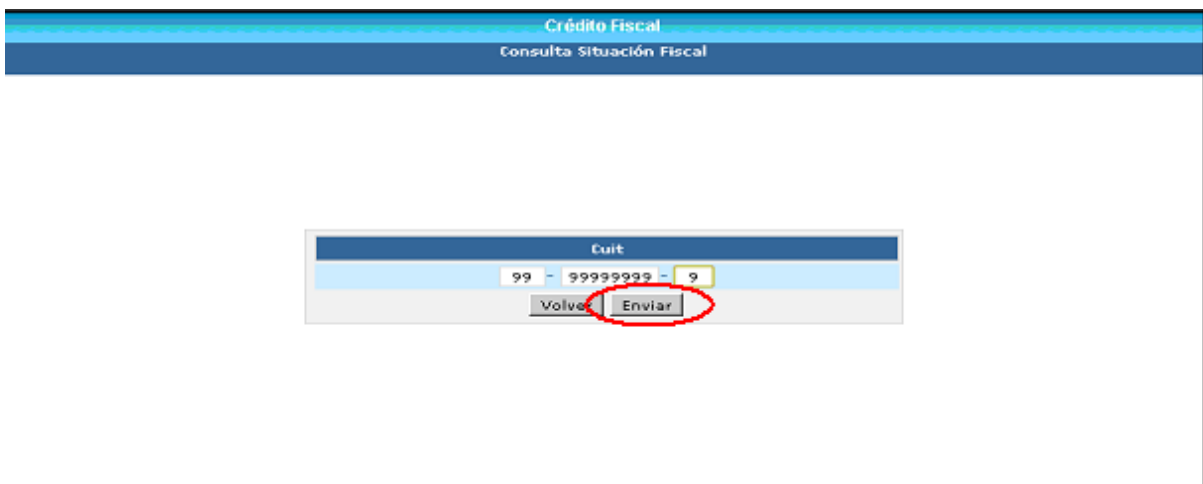 Crédito Fiscal
Consulta Situación Fiscal
Cuit
99 - 99999999 - 9
Volver Enviar